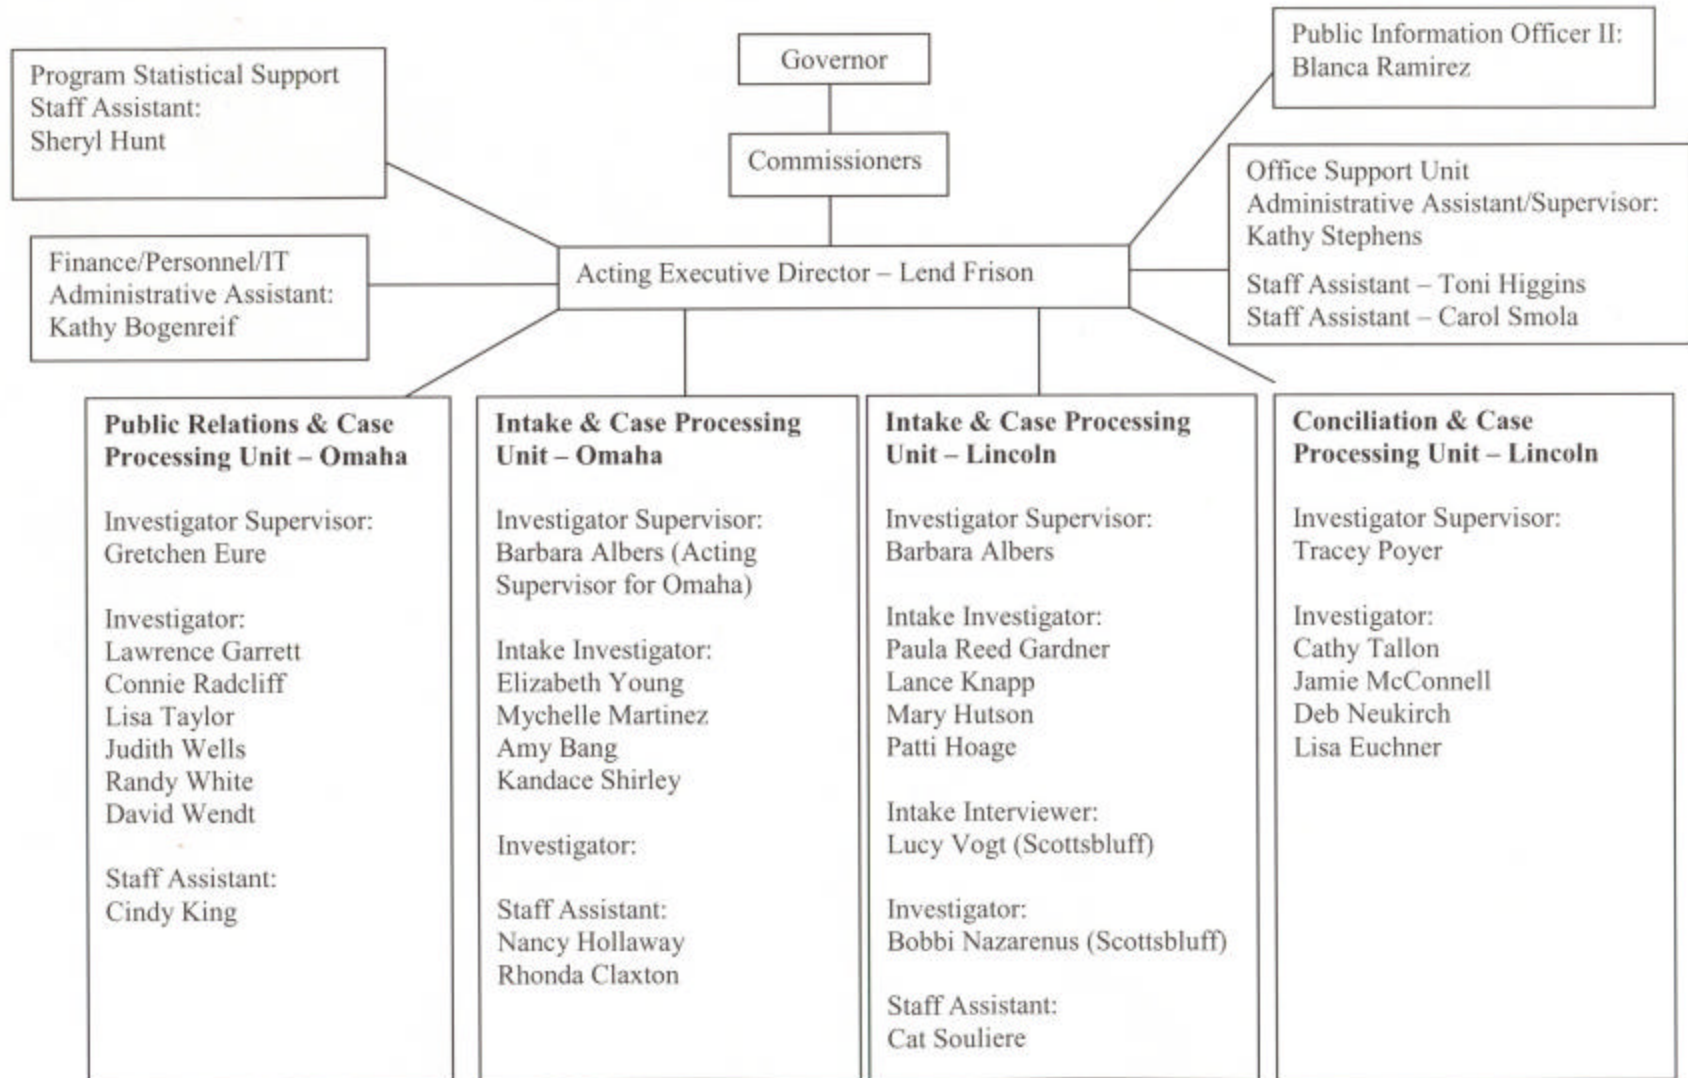 Governor
Commissioners
Program Statistical Support
Staff Assistant:
Sheryl Hunt
Public Information Officer II:
Blanca Ramirez
Finance/Personnel/IT
Administrative Assistant:
Kathy Bogenreif
Acting Executive Director – Lend Frison
Office Support Unit
Administrative Assistant/Supervisor:
Kathy Stephens
Staff Assistant – Toni Higgins
Staff Assistant – Carol Smola
Public Relations & Case
Processing Unit – Omaha
Investigator Supervisor:
Gretchen Eure
Investigator:
Lawrence Garrett
Connie Radcliff
Lisa Taylor
Judith Wells
Randy White
David Wendt
Staff Assistant:
Cindy King
Intake & Case Processing
Unit – Omaha
Investigator Supervisor:
Barbara Albers (Acting
Supervisor for Omaha)
Intake Investigator:
Elizabeth Young
Mychelle Martinez
Amy Bang
Kandace Shirley
Investigator:
Staff Assistant:
Nancy Hollaway
Rhonda Claxton
Intake & Case Processing
Unit – Lincoln
Investigator Supervisor:
Barbara Albers
Intake Investigator:
Paula Reed Gardner
Lance Knapp
Mary Hutson
Patti Hoage
Intake Interviewer:
Lucy Vogt (Scottsbluff)
Investigator:
Bobbi Nazarenus (Scottsbluff)
Staff Assistant:
Cat Souliere
Conciliation & Case
Processing Unit – Lincoln
Investigator Supervisor:
Tracey Poyer
Investigator:
Cathy Tallon
Jamie McConnell
Deb Neukirch
Lisa Euchner